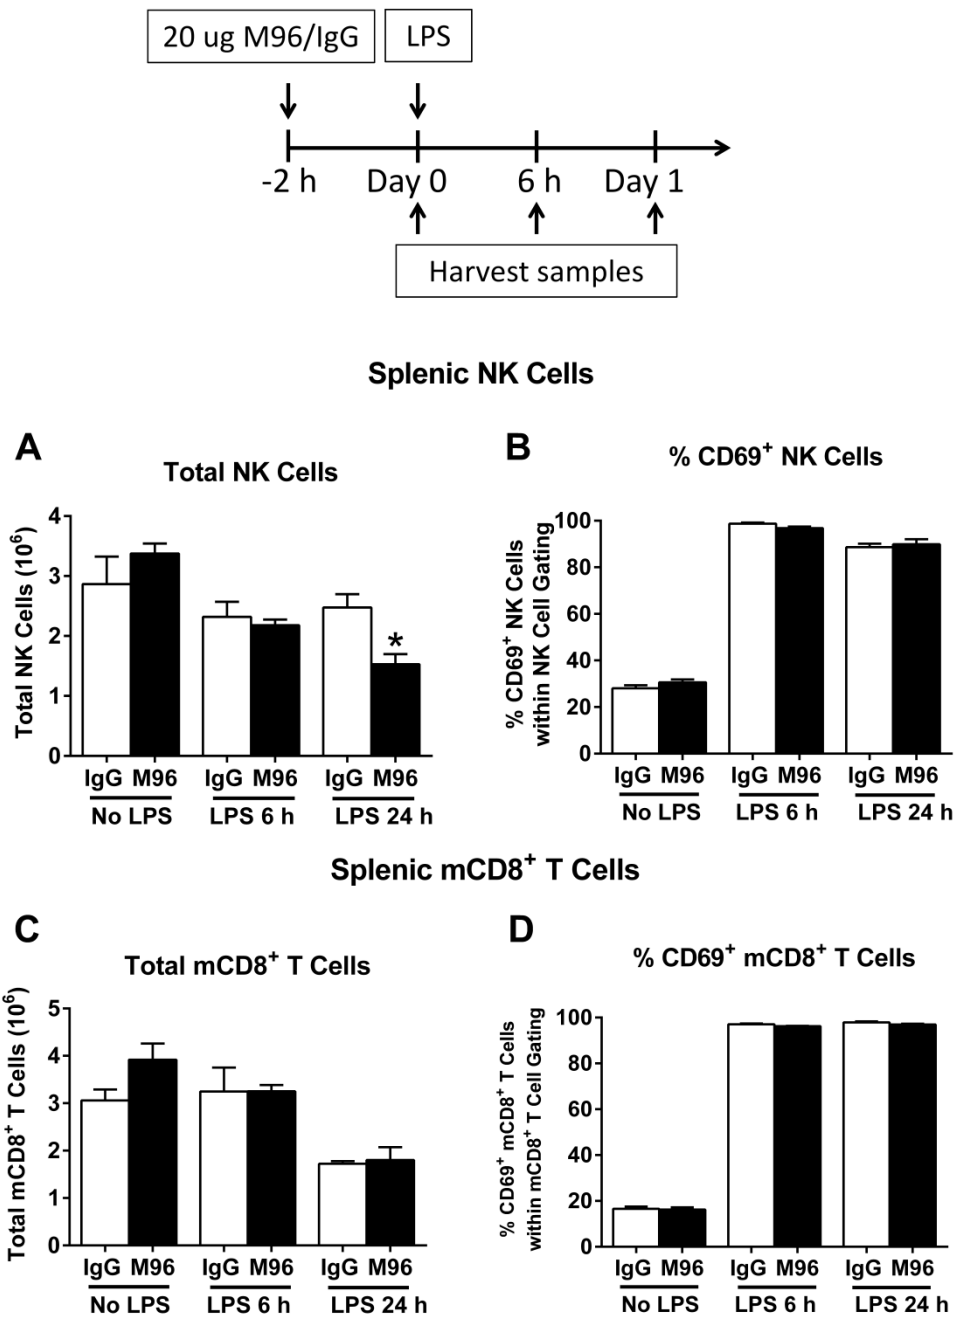 20 ug M96/IgG
LPS
-2 h
Day 0
6 h
Day 1
Harvest samples
Splenic NK Cells
A
Total NK Cells
Total NK Cells (10⁶)
4
3
2
1
0
*
IgG M96 IgG M96 IgG M96
No LPS LPS 6 h LPS 24 h
B
% CD69⁺ NK Cells
% CD69⁺ NK Cells
within NK Cell Gating
100
80
60
40
20
0
IgG M96 IgG M96 IgG M96
No LPS LPS 6 h LPS 24 h
Splenic mCD8⁺ T Cells
C
Total mCD8⁺ T Cells
Total mCD8⁺ T Cells (10⁶)
5
4
3
2
1
0
IgG M96 IgG M96 IgG M96
No LPS LPS 6 h LPS 24 h
D
% CD69⁺ mCD8⁺ T Cells
% CD69⁺ mCD8⁺ T Cells
within mCD8⁺ T Cell Gating
100
80
60
40
20
0
IgG M96 IgG M96 IgG M96
No LPS LPS 6 h LPS 24 h